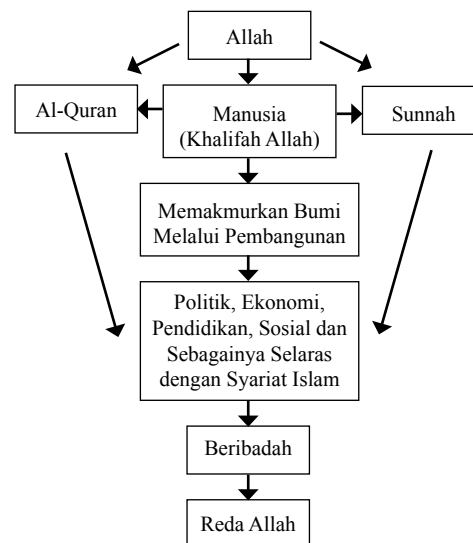 Allah
Al-Quran
Manusia
(Khalifah Allah)
Sunnah
Memakmurkan Bumi
Melalui Pembangunan
Politik, Ekonomi,
Pendidikan, Sosial dan
Sebagainya Selaras
dengan Syariat Islam
Beribadah
Reda Allah